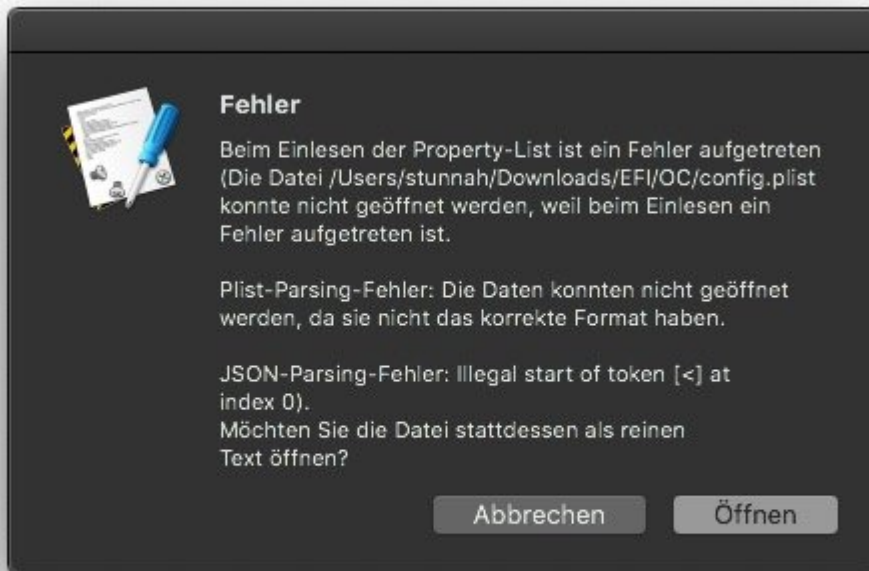 Fehler
Beim Einlesen der Property-List ist ein Fehler aufgetreten
(Die Datei /Users/stunnah/Downloads/EFI/OC/config.plist
konnte nicht geöffnet werden, weil beim Einlesen ein
Fehler aufgetreten ist.
Plist-Parsing-Fehler: Die Daten konnten nicht geöffnet
werden, da sie nicht das korrekte Format haben.
JSON-Parsing-Fehler: Illegal start of token [<] at
index 0).
Möchten Sie die Datei stattdessen als reinen
Text öffnen?
Abbrechen
Öffnen